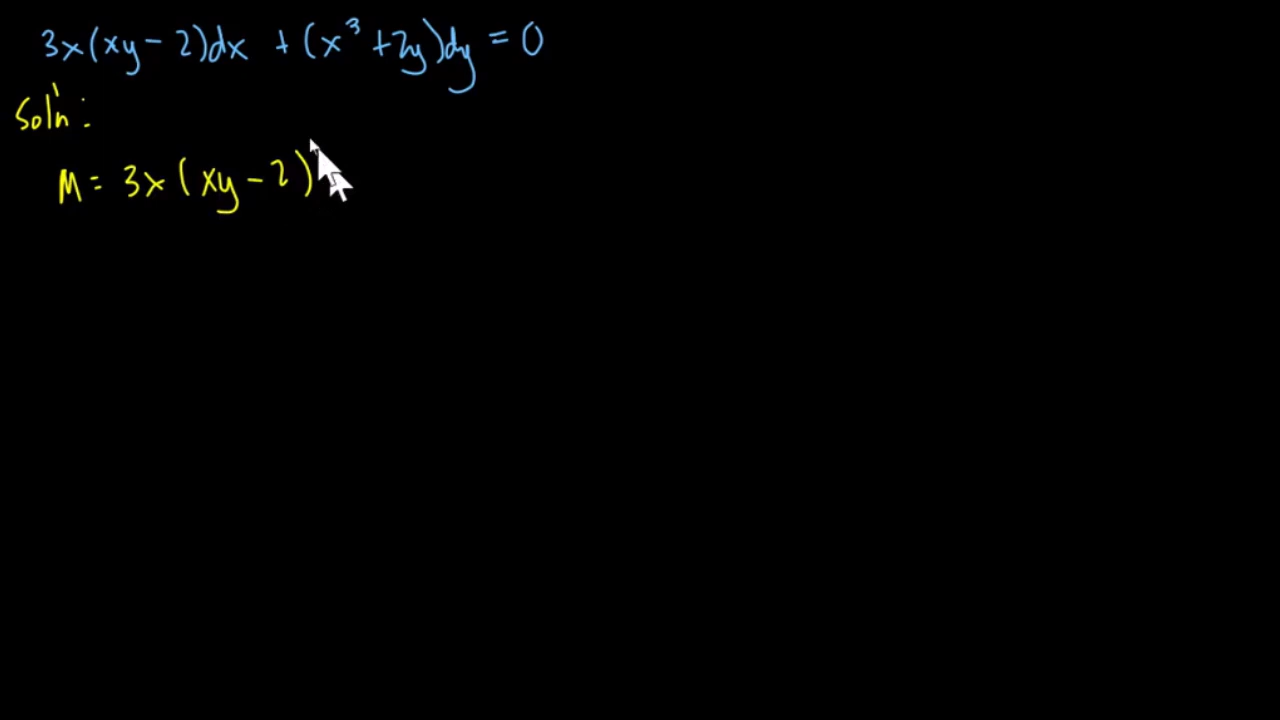 3x(xy − 2)dx + (x³ + 2y)dy = 0
Sol'n:
M = 3x(xy − 2)